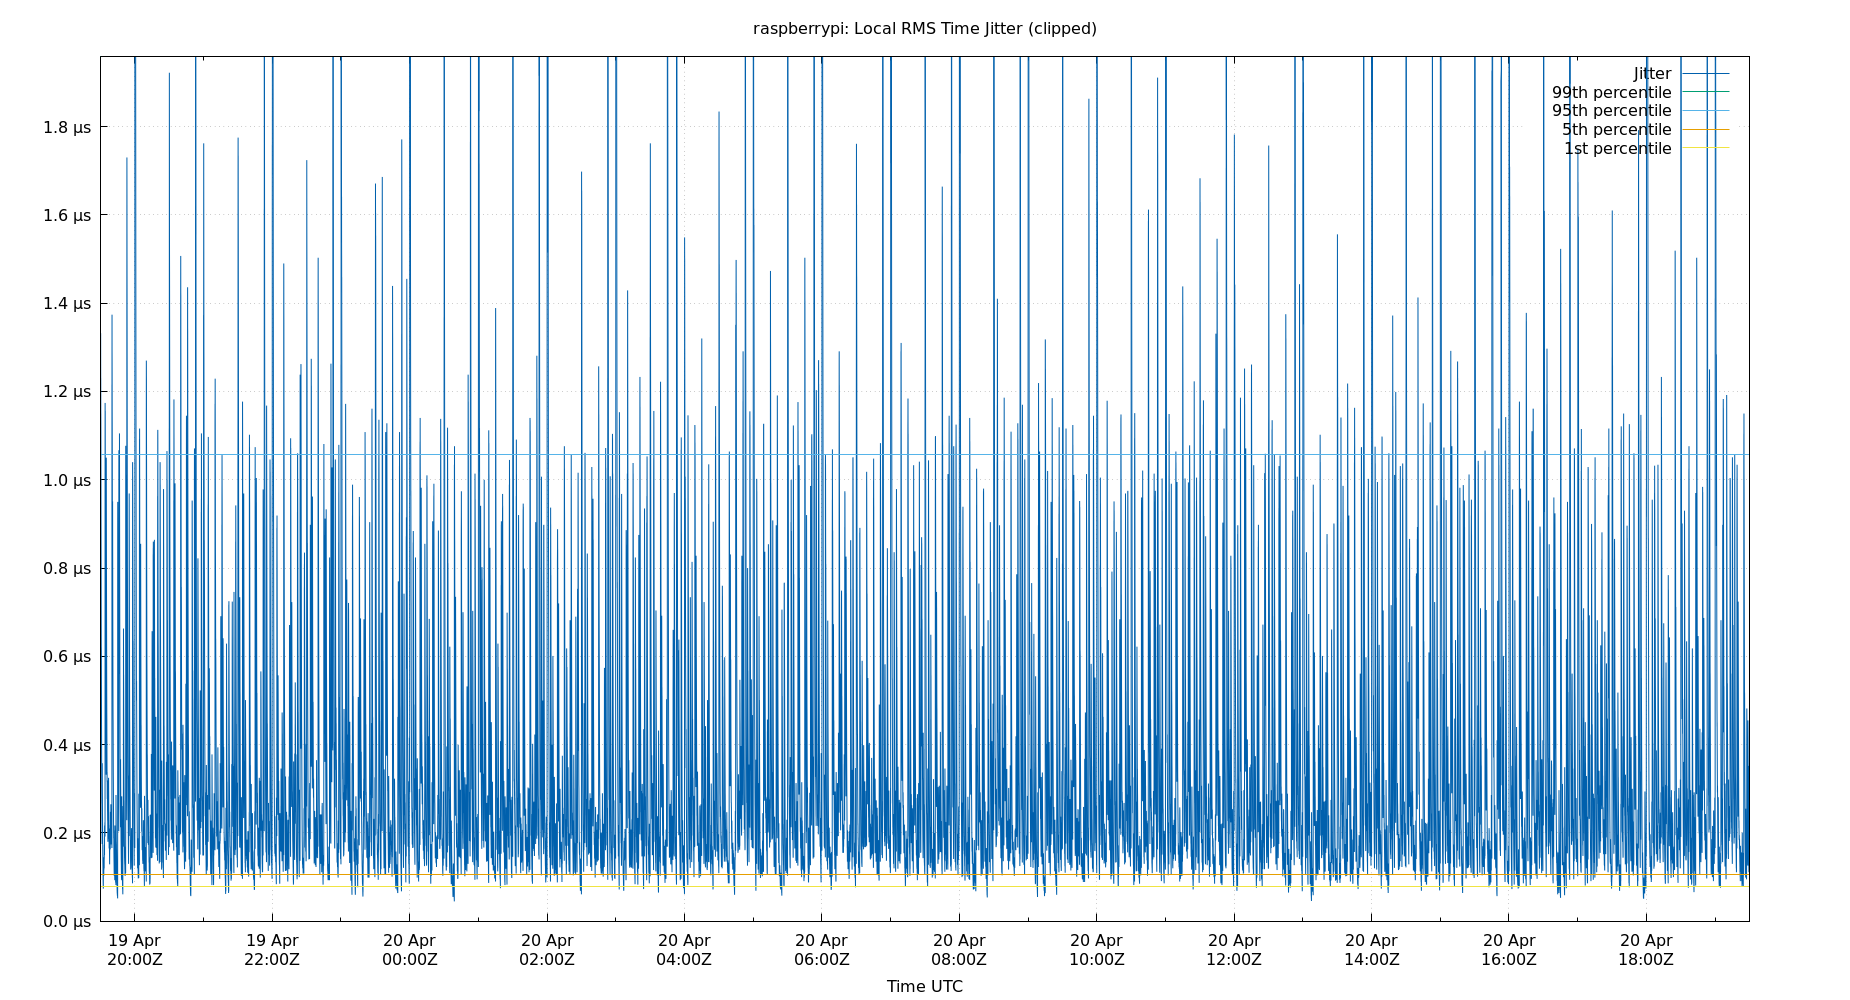 raspberrypi: Local RMS Time Jitter (clipped)
Jitter
99th percentile
95th percentile
5th percentile
1st percentile
1.8 µs
1.6 µs
1.4 µs
1.2 µs
1.0 µs
0.8 µs
0.6 µs
0.4 µs
0.2 µs
0.0 µs
19 Apr 19 Apr 20 Apr 20 Apr 20 Apr 20 Apr 20 Apr 20 Apr 20 Apr 20 Apr 20 Apr 20 Apr
20:00Z 22:00Z 00:00Z 02:00Z 04:00Z 06:00Z 08:00Z 10:00Z 12:00Z 14:00Z 16:00Z 18:00Z
Time UTC